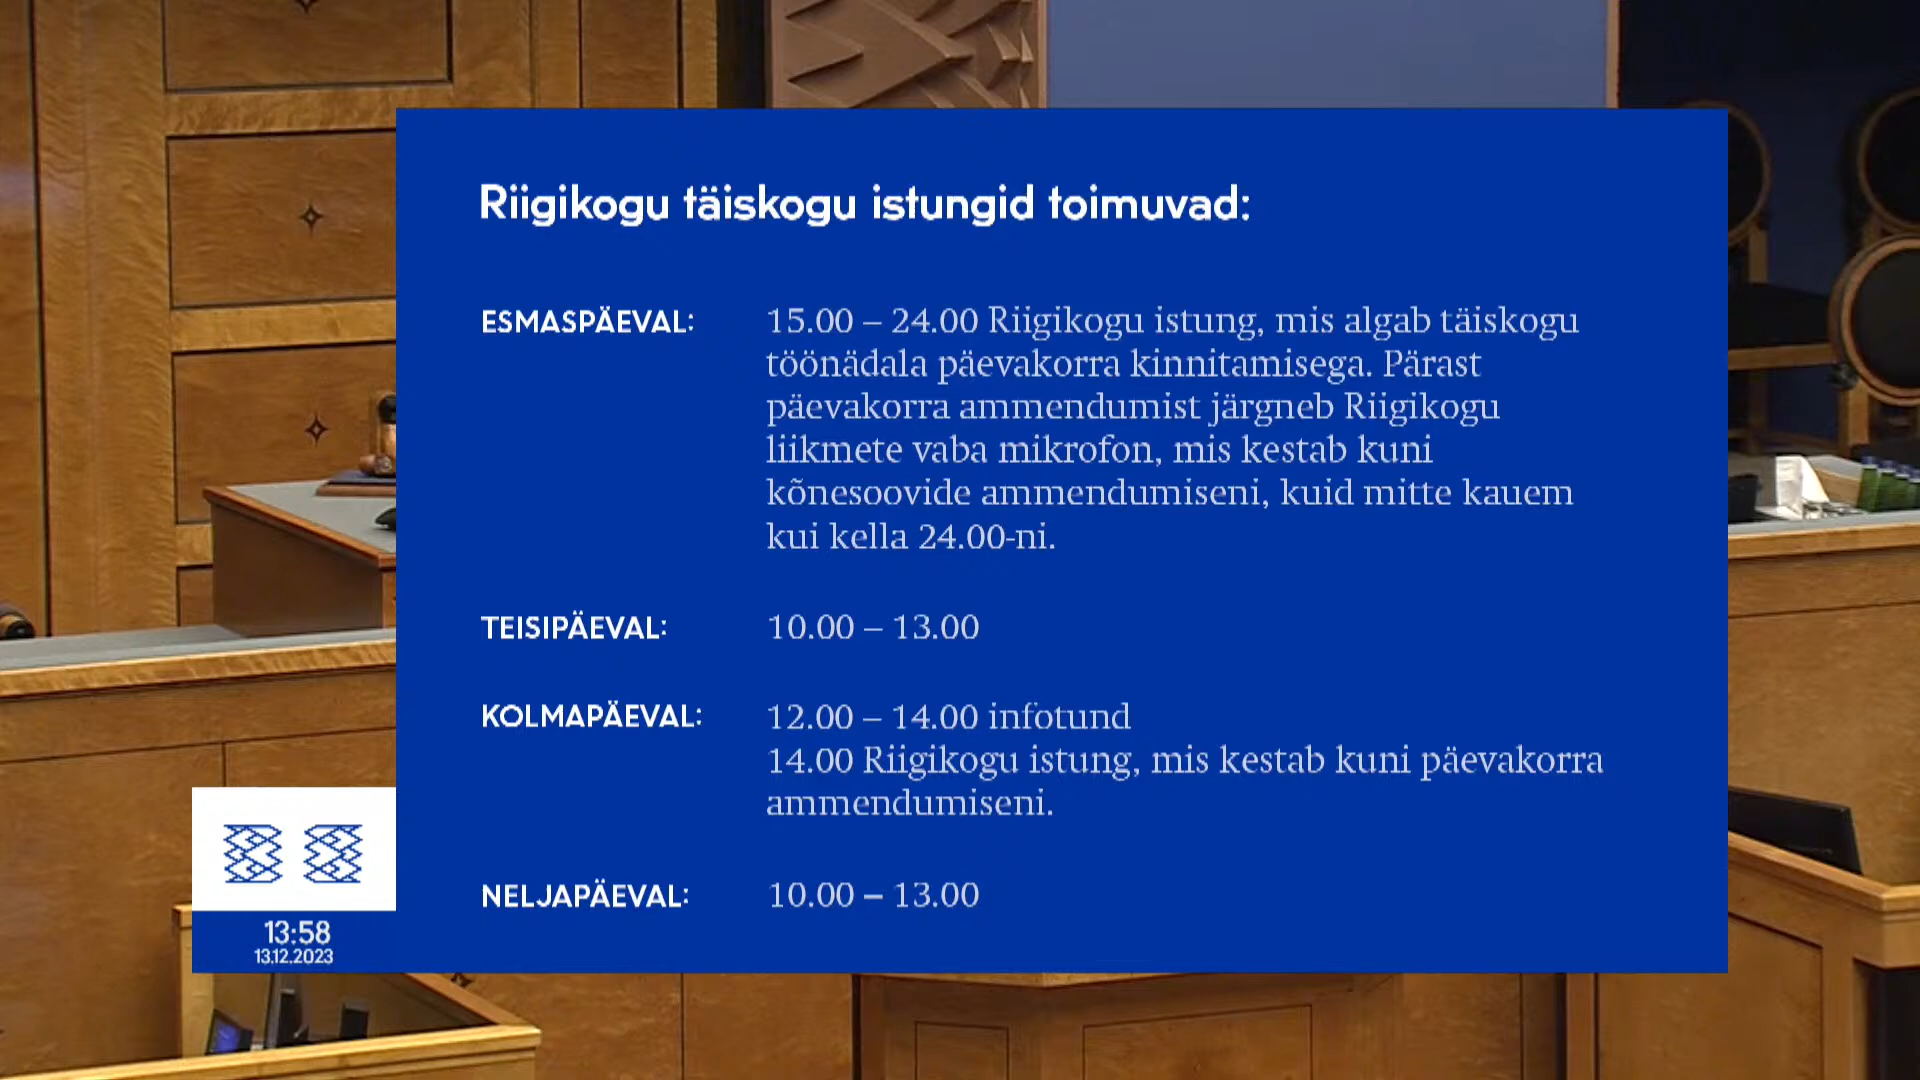 Riigikogu täiskogu istungid toimuvad:
ESMASPÄEVAL: 15.00 – 24.00 Riigikogu istung, mis algab täiskogu
töönädala päevakorra kinnitamisega. Pärast
päevakorra ammendumist järgneb Riigikogu
liikmete vaba mikrofon, mis kestab kuni
kõnesoovide ammendumiseni, kuid mitte kauem
kui kella 24.00-ni.
TEISIPÄEVAL: 10.00 – 13.00
KOLMAPÄEVAL: 12.00 – 14.00 infotund
14.00 Riigikogu istung, mis kestab kuni päevakorra
ammendumiseni.
NELJAPÄEVAL: 10.00 – 13.00
13:58
13.12.2023